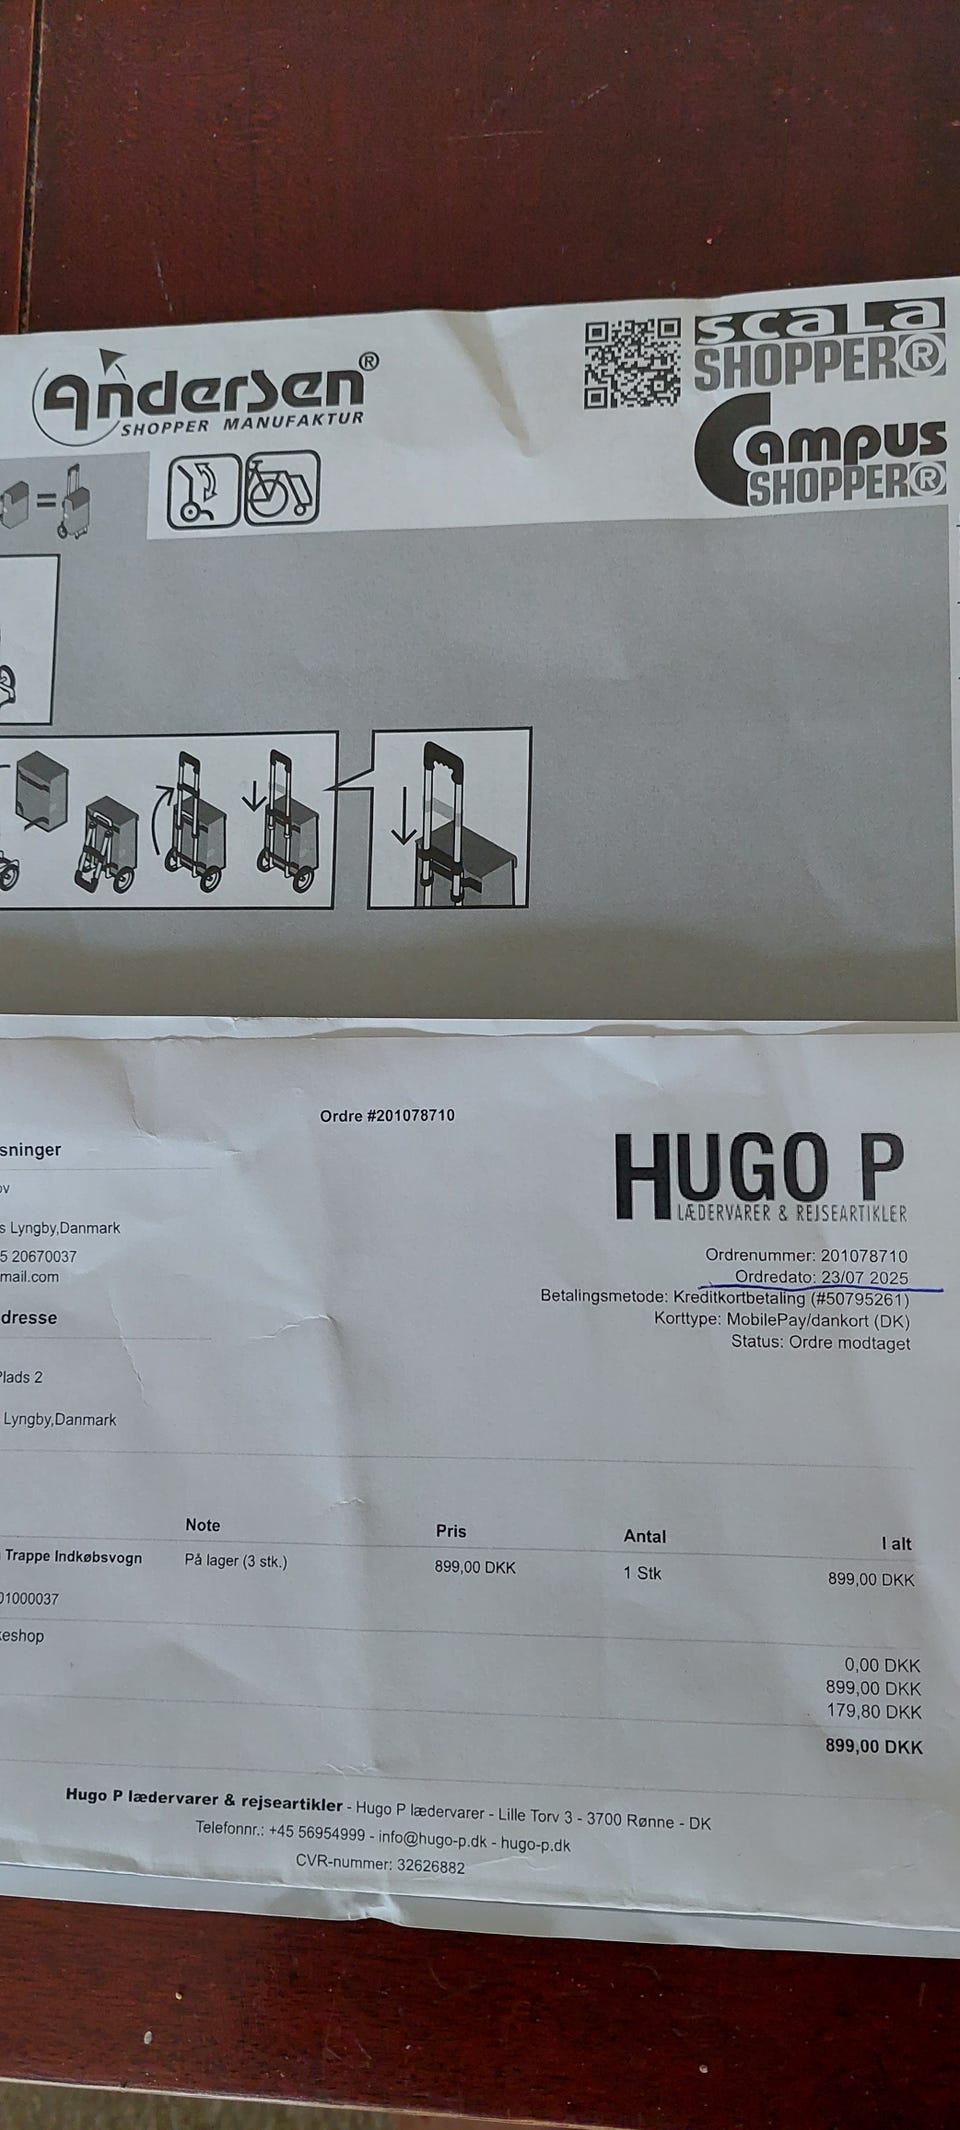 andersen®
SHOPPER MANUFAKTUR
scala
SHOPPER®
Campus
SHOPPER®
=
Ordre #201078710
sninger
HUGO P
LÆDERVARER & REJSEARTIKLER
ov
s Lyngby,Danmark
Ordrenummer: 201078710
5 20670037
Ordredato: 23/07 2025
mail.com
Betalingsmetode: Kreditkortbetaling (#50795261)
Korttype: MobilePay/dankort (DK)
dresse
Status: Ordre modtaget
Plads 2
Lyngby,Danmark
Note Pris Antal I alt
Trappe Indkøbsvogn På lager (3 stk.) 899,00 DKK 1 Stk 899,00 DKK
01000037
keshop
0,00 DKK
899,00 DKK
179,80 DKK
899,00 DKK
Hugo P lædervarer & rejseartikler - Hugo P lædervarer - Lille Torv 3 - 3700 Rønne - DK
Telefonnr.: +45 56954999 - info@hugo-p.dk - hugo-p.dk
CVR-nummer: 32626882